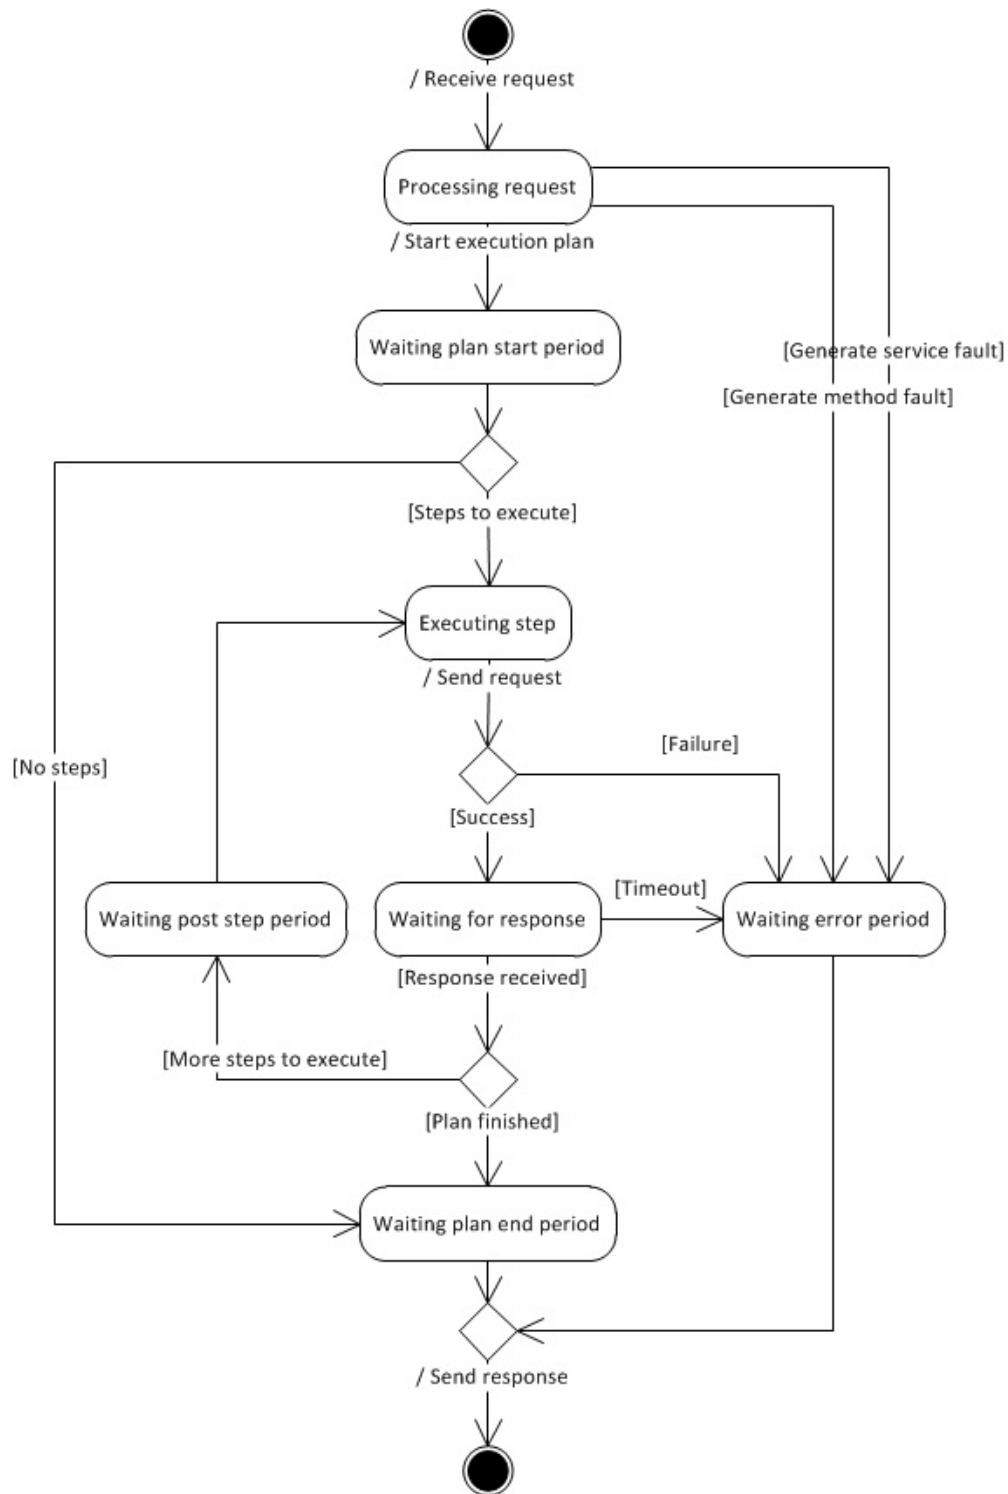 / Receive request
Processing request
/ Start execution plan
Waiting plan start period
[Generate service fault]
[Generate method fault]
[Steps to execute]
Executing step
/ Send request
[Failure]
[No steps]
[Success]
[Timeout]
Waiting post step period
Waiting for response
Waiting error period
[Response received]
[More steps to execute]
[Plan finished]
Waiting plan end period
/ Send response